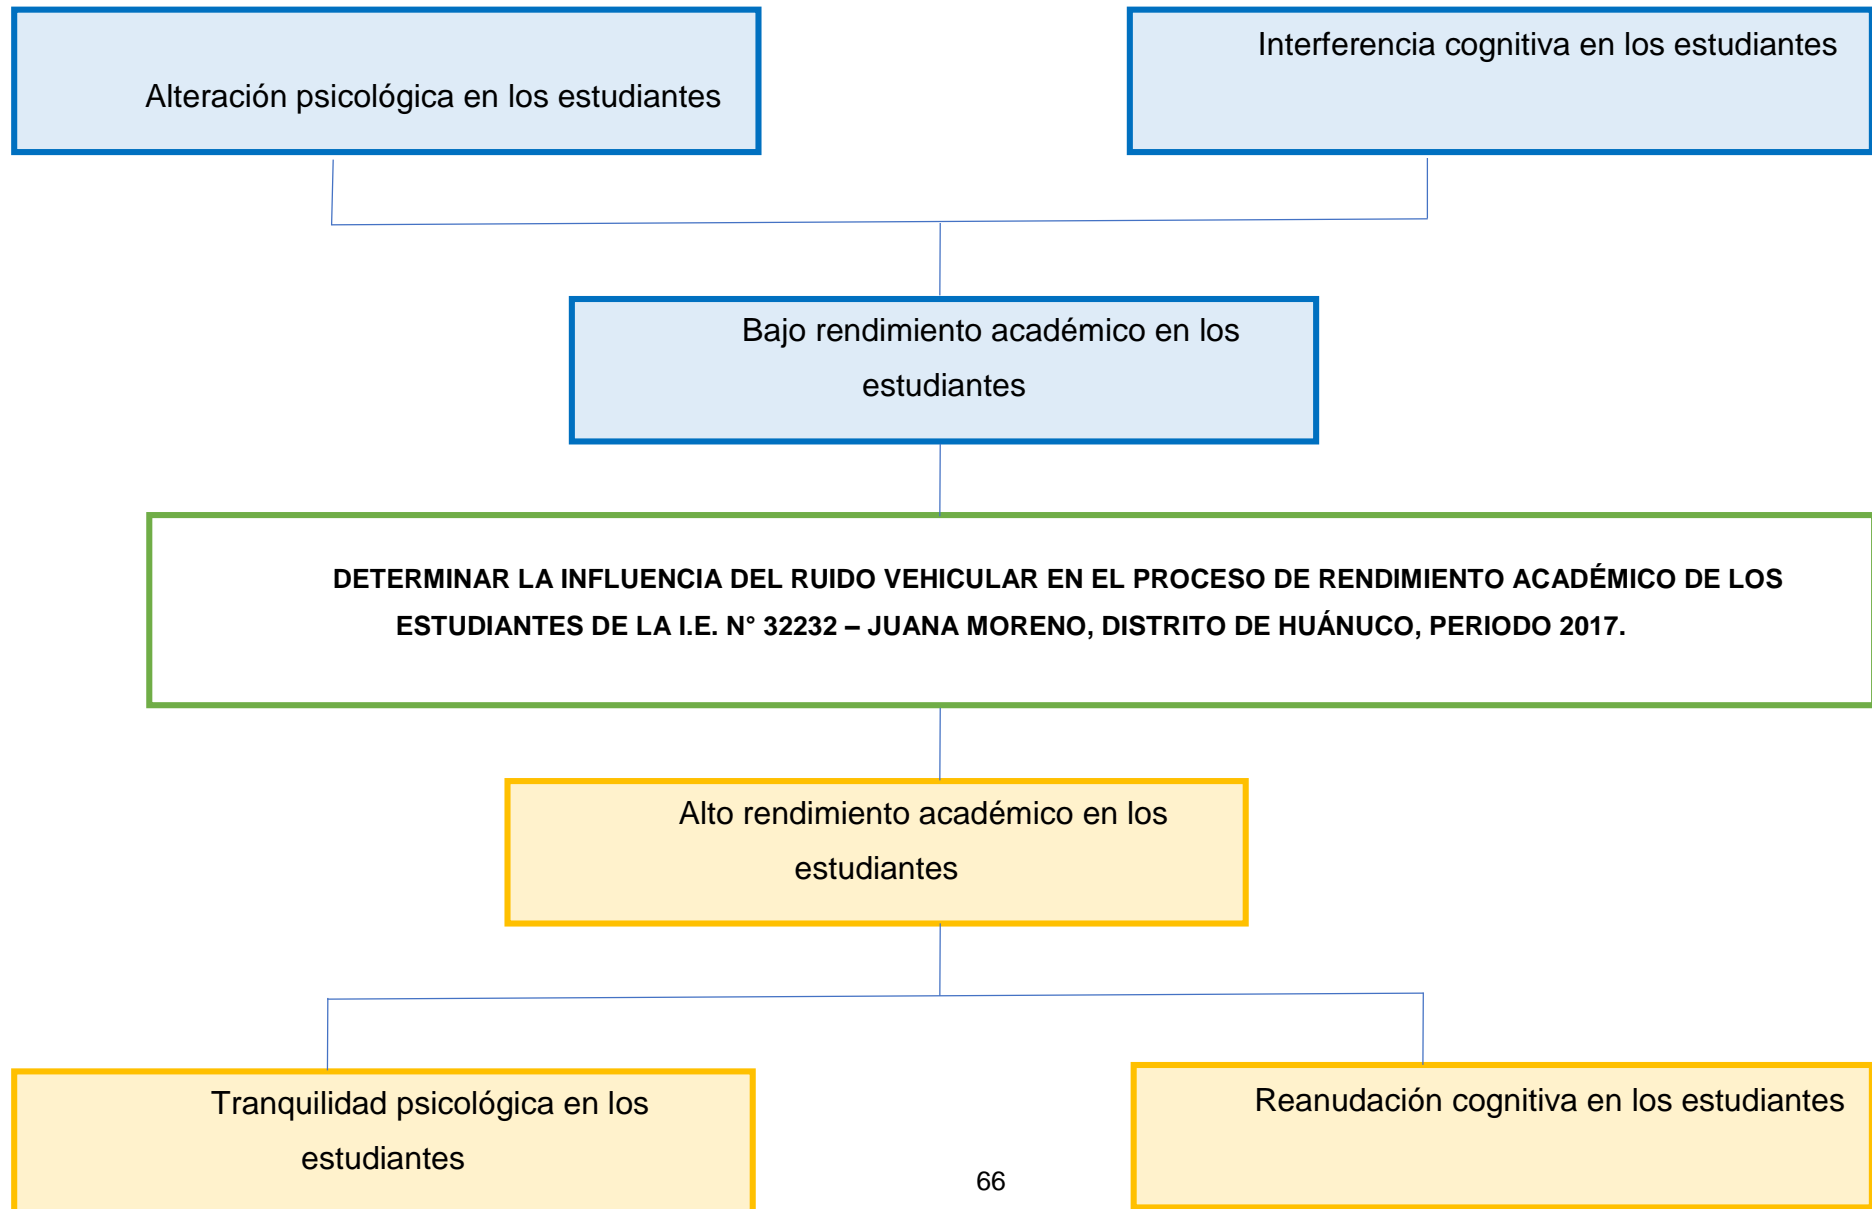 Alteración psicológica en los estudiantes
Interferencia cognitiva en los estudiantes
Bajo rendimiento académico en los
estudiantes
DETERMINAR LA INFLUENCIA DEL RUIDO VEHICULAR EN EL PROCESO DE RENDIMIENTO ACADÉMICO DE LOS
ESTUDIANTES DE LA I.E. N° 32232 – JUANA MORENO, DISTRITO DE HUÁNUCO, PERIODO 2017.
Alto rendimiento académico en los
estudiantes
Tranquilidad psicológica en los
estudiantes
Reanudación cognitiva en los estudiantes
66